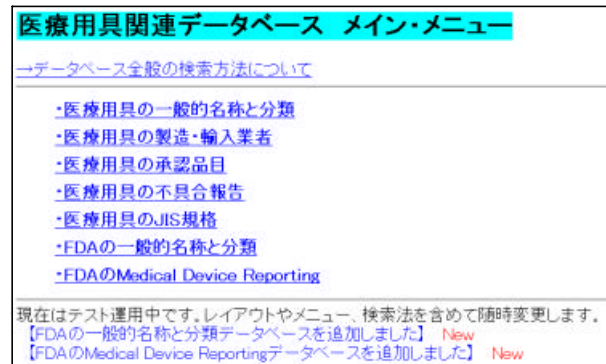 医療用具関連データベース メイン・メニュー
→データベース全般の検索方法について
・医療用具の一般的名称と分類
・医療用具の製造・輸入業者
・医療用具の承認品目
・医療用具の不具合報告
・医療用具のJIS規格
・FDAの一般的名称と分類
・FDAのMedical Device Reporting
現在はテスト運用中です。レイアウトやメニュー、検索法を含めて随時変更します。
【FDAの一般的名称と分類データベースを追加しました】 New
【FDAのMedical Device Reportingデータベースを追加しました】 New